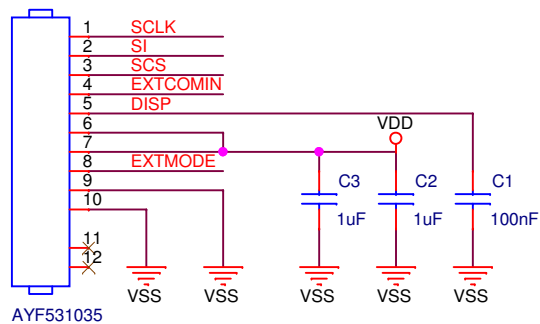 1 SCLK
2 SI
3 SCS
4 EXTCOMIN
5 DISP
6
7
8 EXTMODE
9
10
11
12
VDD
C3
1uF
C2
1uF
C1
100nF
VSS
VSS
VSS
VSS
VSS
AYF531035